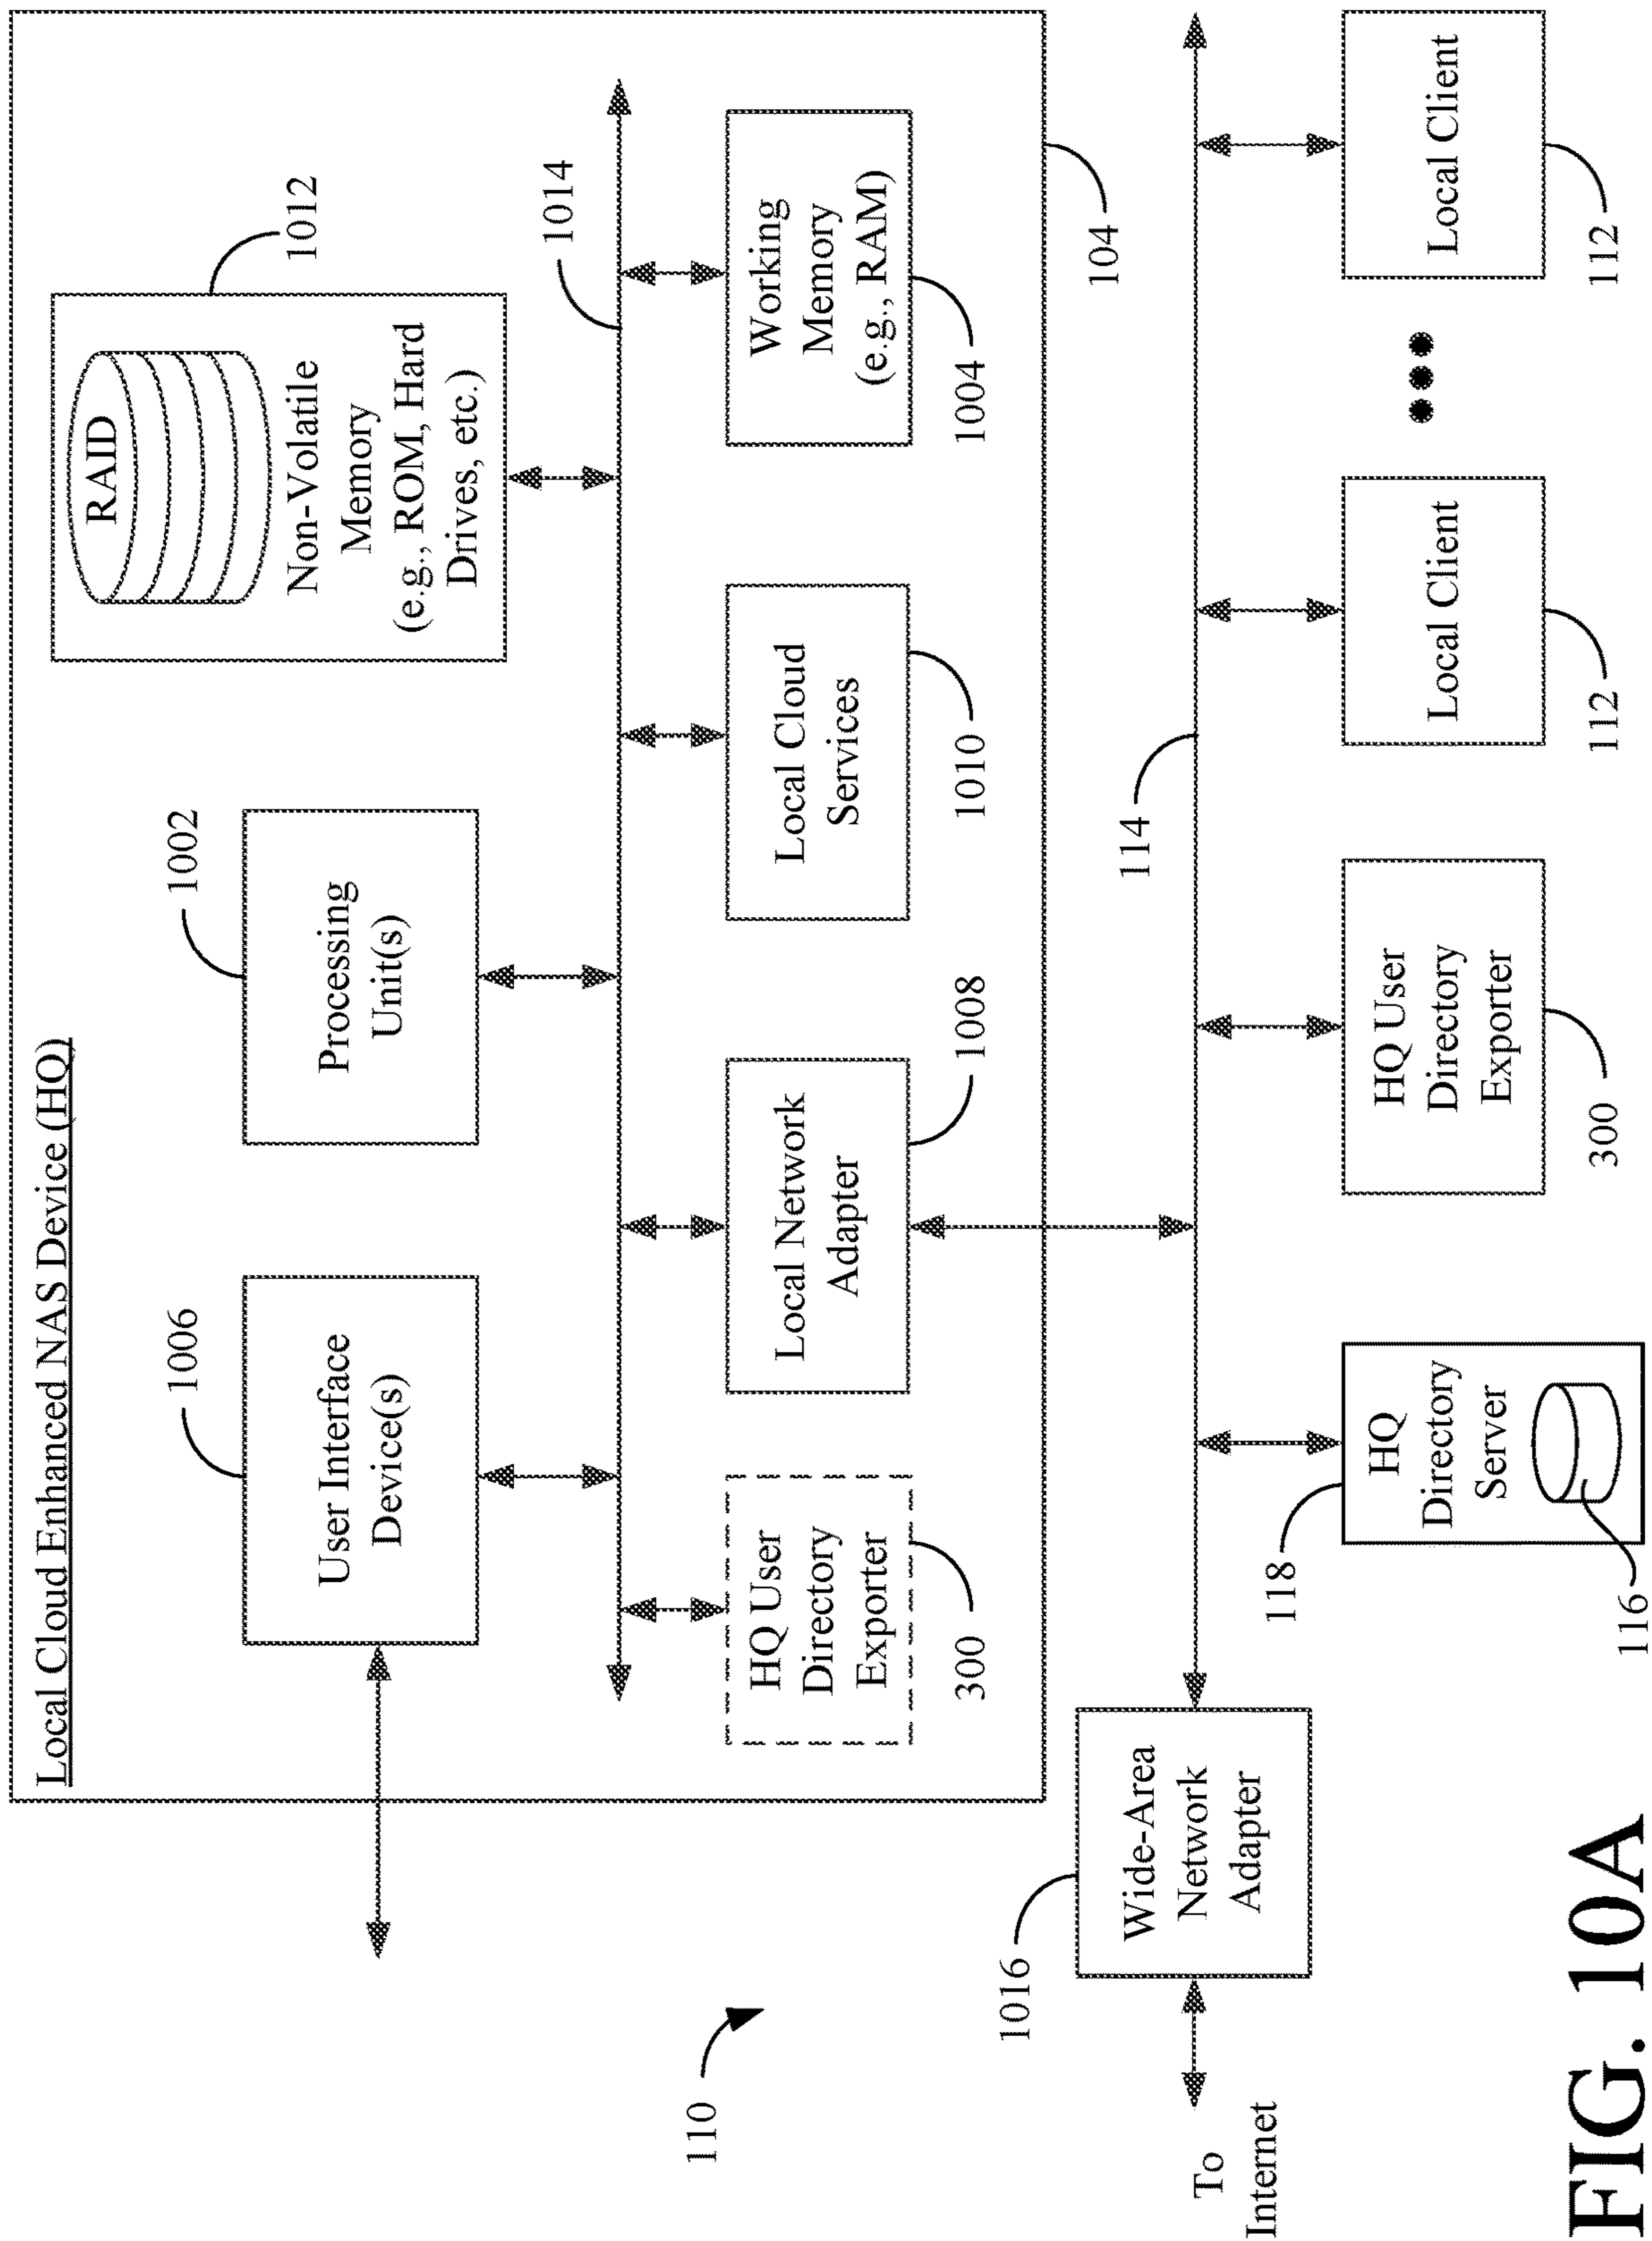 Local Cloud Enhanced NAS Device (HQ)
1006
User Interface
Device(s)
1002
Processing
Unit(s)
RAID
Non-Volatile
Memory
(e.g., ROM, Hard
Drives, etc.)
1012
1014
HQ User
Directory
Exporter
300
Local Network
Adapter
1008
Local Cloud
Services
1010
Working
Memory
(e.g., RAM)
1004
104
110
1016
Wide-Area
Network
Adapter
To
Internet
114
118
HQ
Directory
Server
116
HQ User
Directory
Exporter
300
Local Client
112
Local Client
112
FIG. 10A